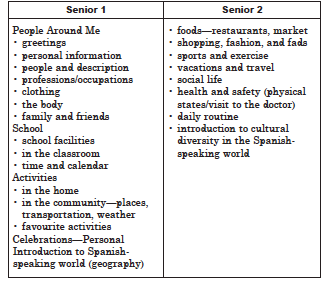 Senior 1
People Around Me
• greetings
• personal information
• people and description
• professions/occupations
• clothing
• the body
• family and friends
School
• school facilities
• in the classroom
• time and calendar
Activities
• in the home
• in the community—places,
transportation, weather
• favourite activities
Celebrations—Personal
Introduction to Spanish-
speaking world (geography)
Senior 2
• foods—restaurants, market
• shopping, fashion, and fads
• sports and exercise
• vacations and travel
• social life
• health and safety (physical
states/visit to the doctor)
• daily routine
• introduction to cultural
diversity in the Spanish-
speaking world